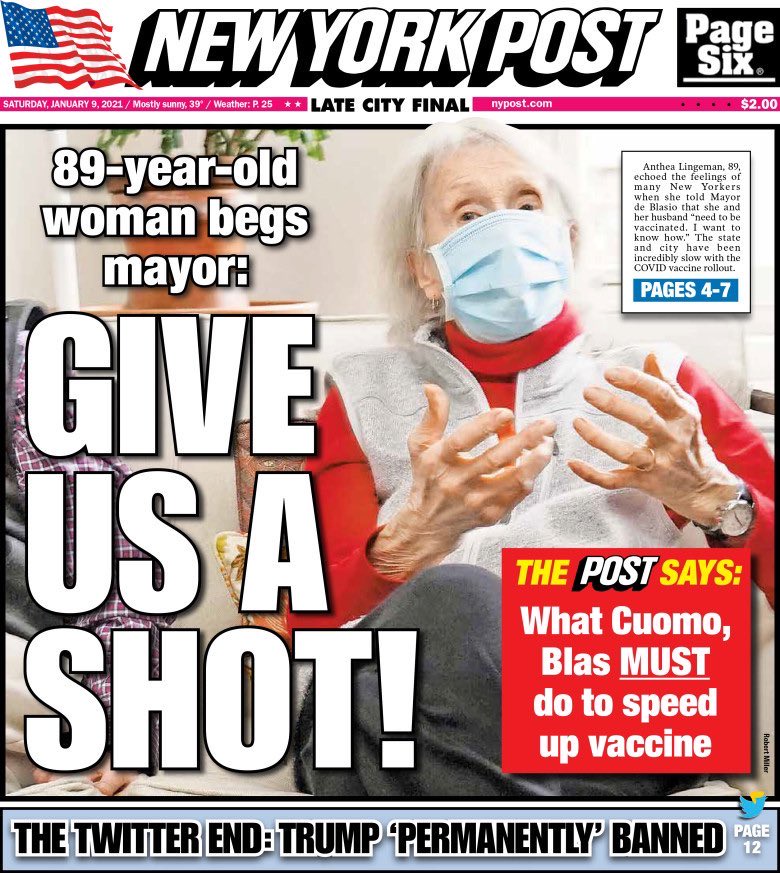 NEW YORK POST
Page
Six®
SATURDAY, JANUARY 9, 2021 / Mostly sunny, 39° / Weather: P. 25 ★★ LATE CITY FINAL nypost.com $2.00
89-year-old
woman begs
mayor:
GIVE
US A
SHOT!
Anthea Lingeman, 89,
echoed the feelings of
many New Yorkers
when she told Mayor
de Blasio that she and
her husband “need to be
vaccinated. I want to
know how.” The state
and city have been
incredibly slow with the
COVID vaccine rollout.
PAGES 4-7
THE POST SAYS:
What Cuomo,
Blas MUST
do to speed
up vaccine
Robert Miller
THE TWITTER END: TRUMP ‘PERMANENTLY’ BANNED
PAGE
12